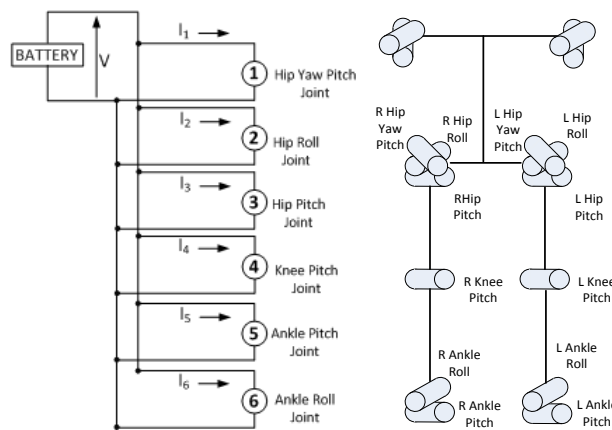 BATTERY
V
I1
1
Hip Yaw Pitch
Joint
I2
2
Hip Roll
Joint
I3
3
Hip Pitch
Joint
I4
4
Knee Pitch
Joint
I5
5
Ankle Pitch
Joint
I6
6
Ankle Roll
Joint
R Hip
Yaw
Pitch
R Hip
Roll
L Hip
Yaw
Pitch
L Hip
Roll
RHip
Pitch
L Hip
Pitch
R Knee
Pitch
L Knee
Pitch
R Ankle
Roll
L Ankle
Roll
R Ankle
Pitch
L Ankle
Pitch